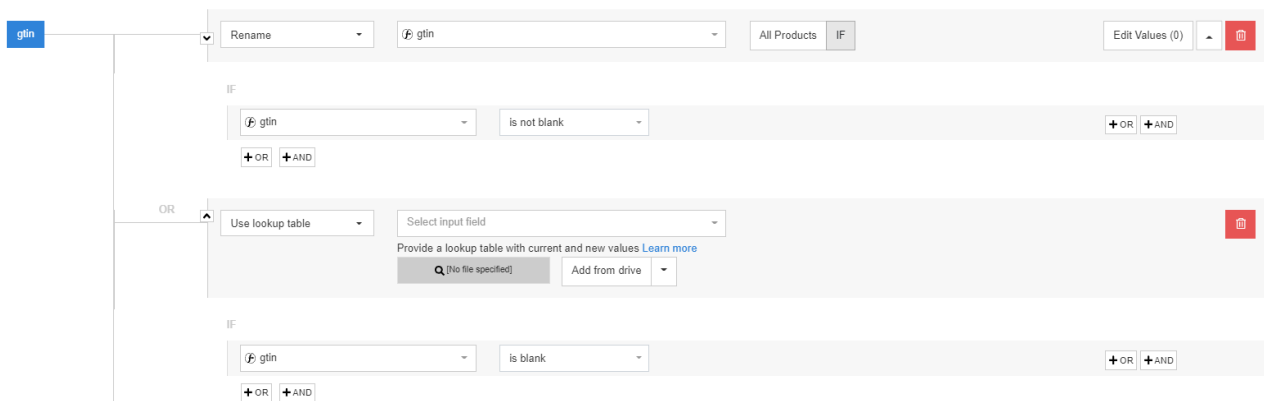 gtin
Rename
gtin
All Products IF
Edit Values (0)
IF
gtin
is not blank
+ OR + AND
+ OR + AND
OR
Use lookup table
Select input field
Provide a lookup table with current and new values Learn more
[No file specified]
Add from drive
IF
gtin
is blank
+ OR + AND
+ OR + AND